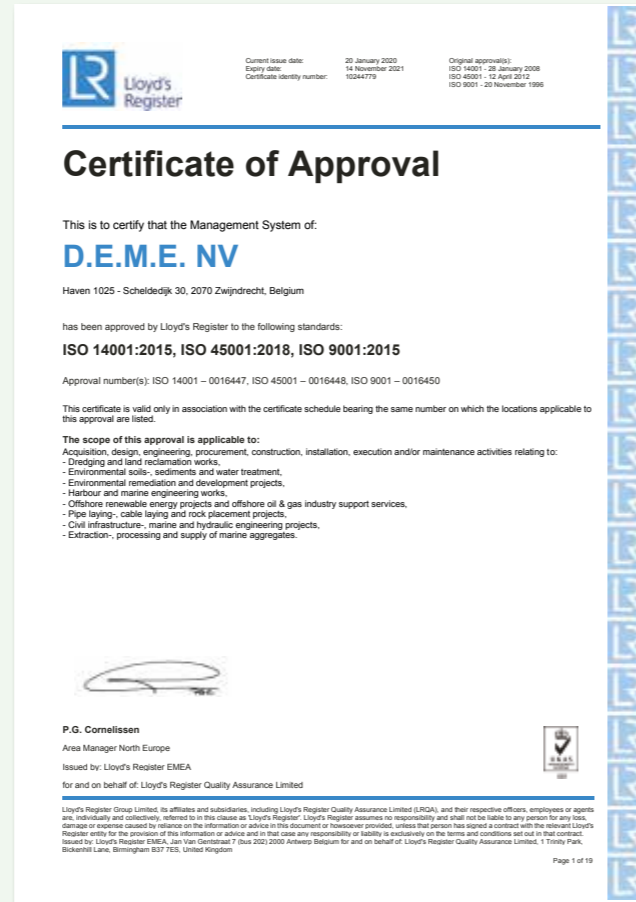 LR
Lloyd's
Register
Current issue date: 20 January 2020
Expiry date: 14 November 2021
Certificate identity number: 10244779
Original approval(s):
ISO 14001 - 28 January 2008
ISO 45001 - 12 April 2012
ISO 9001 - 20 November 1996
Certificate of Approval
This is to certify that the Management System of:
D.E.M.E. NV
Haven 1025 - Scheldedijk 30, 2070 Zwijndrecht, Belgium
has been approved by Lloyd's Register to the following standards:
ISO 14001:2015, ISO 45001:2018, ISO 9001:2015
Approval number(s): ISO 14001 – 0016447, ISO 45001 – 0016448, ISO 9001 – 0016450
This certificate is valid only in association with the certificate schedule bearing the same number on which the locations applicable to
this approval are listed.
The scope of this approval is applicable to:
Acquisition, design, engineering, procurement, construction, installation, execution and/or maintenance activities relating to:
- Dredging and land reclamation works,
- Environmental soils-, sediments and water treatment,
- Environmental remediation and development projects,
- Harbour and marine engineering works,
- Offshore renewable energy projects and offshore oil & gas industry support services,
- Pipe laying-, cable laying and rock placement projects,
- Civil infrastructure-, marine and hydraulic engineering projects,
- Extraction-, processing and supply of marine aggregates.
P.G. Cornelissen
Area Manager North Europe
Issued by: Lloyd's Register EMEA
for and on behalf of: Lloyd's Register Quality Assurance Limited
UKAS
Lloyd's Register Group Limited, its affiliates and subsidiaries, including Lloyd's Register Quality Assurance Limited (LRQA), and their respective officers, employees or agents
are, individually and collectively, referred to in this clause as 'Lloyd's Register'. Lloyd's Register assumes no responsibility and shall not be liable to any person for any loss,
damage or expense caused by reliance on the information or advice in this document or howsoever provided, unless that person has signed a contract with the relevant Lloyd's
Register entity for the provision of this information or advice and in that case any responsibility or liability is exclusively on the terms and conditions set out in that contract.
Issued by: Lloyd's Register EMEA, Jan Van Gentstraat 7 (bus 202) 2000 Antwerp Belgium for and on behalf of: Lloyd's Register Quality Assurance Limited, 1 Trinity Park,
Bickenhill Lane, Birmingham B37 7ES, United Kingdom
Page 1 of 19